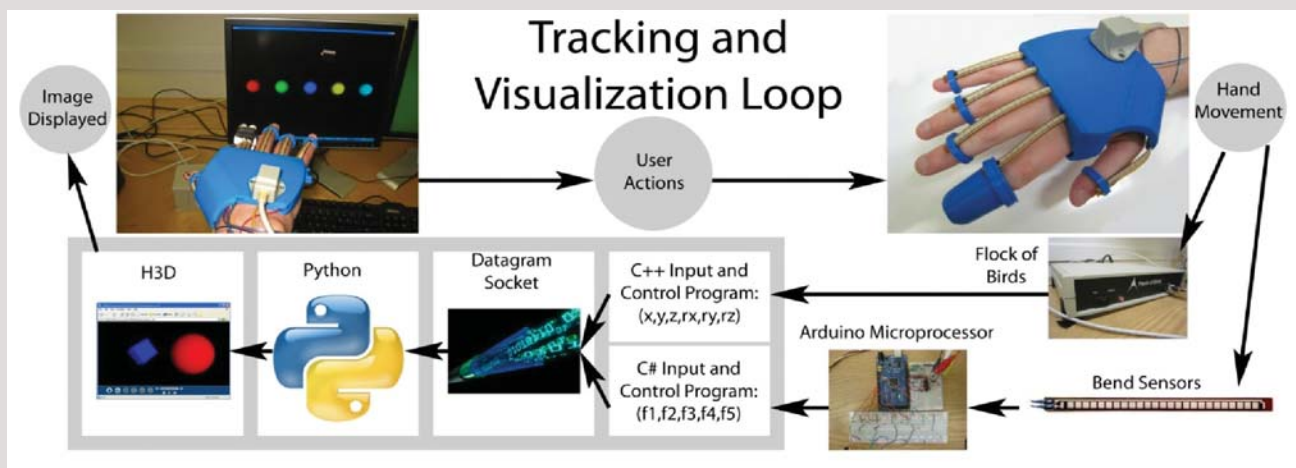 Tracking and
Visualization Loop
Image
Displayed
User
Actions
Hand
Movement
H3D
Python
Datagram
Socket
C++ Input and
Control Program:
(x,y,z,rx,ry,rz)
C# Input and
Control Program:
(f1,f2,f3,f4,f5)
Flock of
Birds
Arduino Microprocessor
Bend Sensors